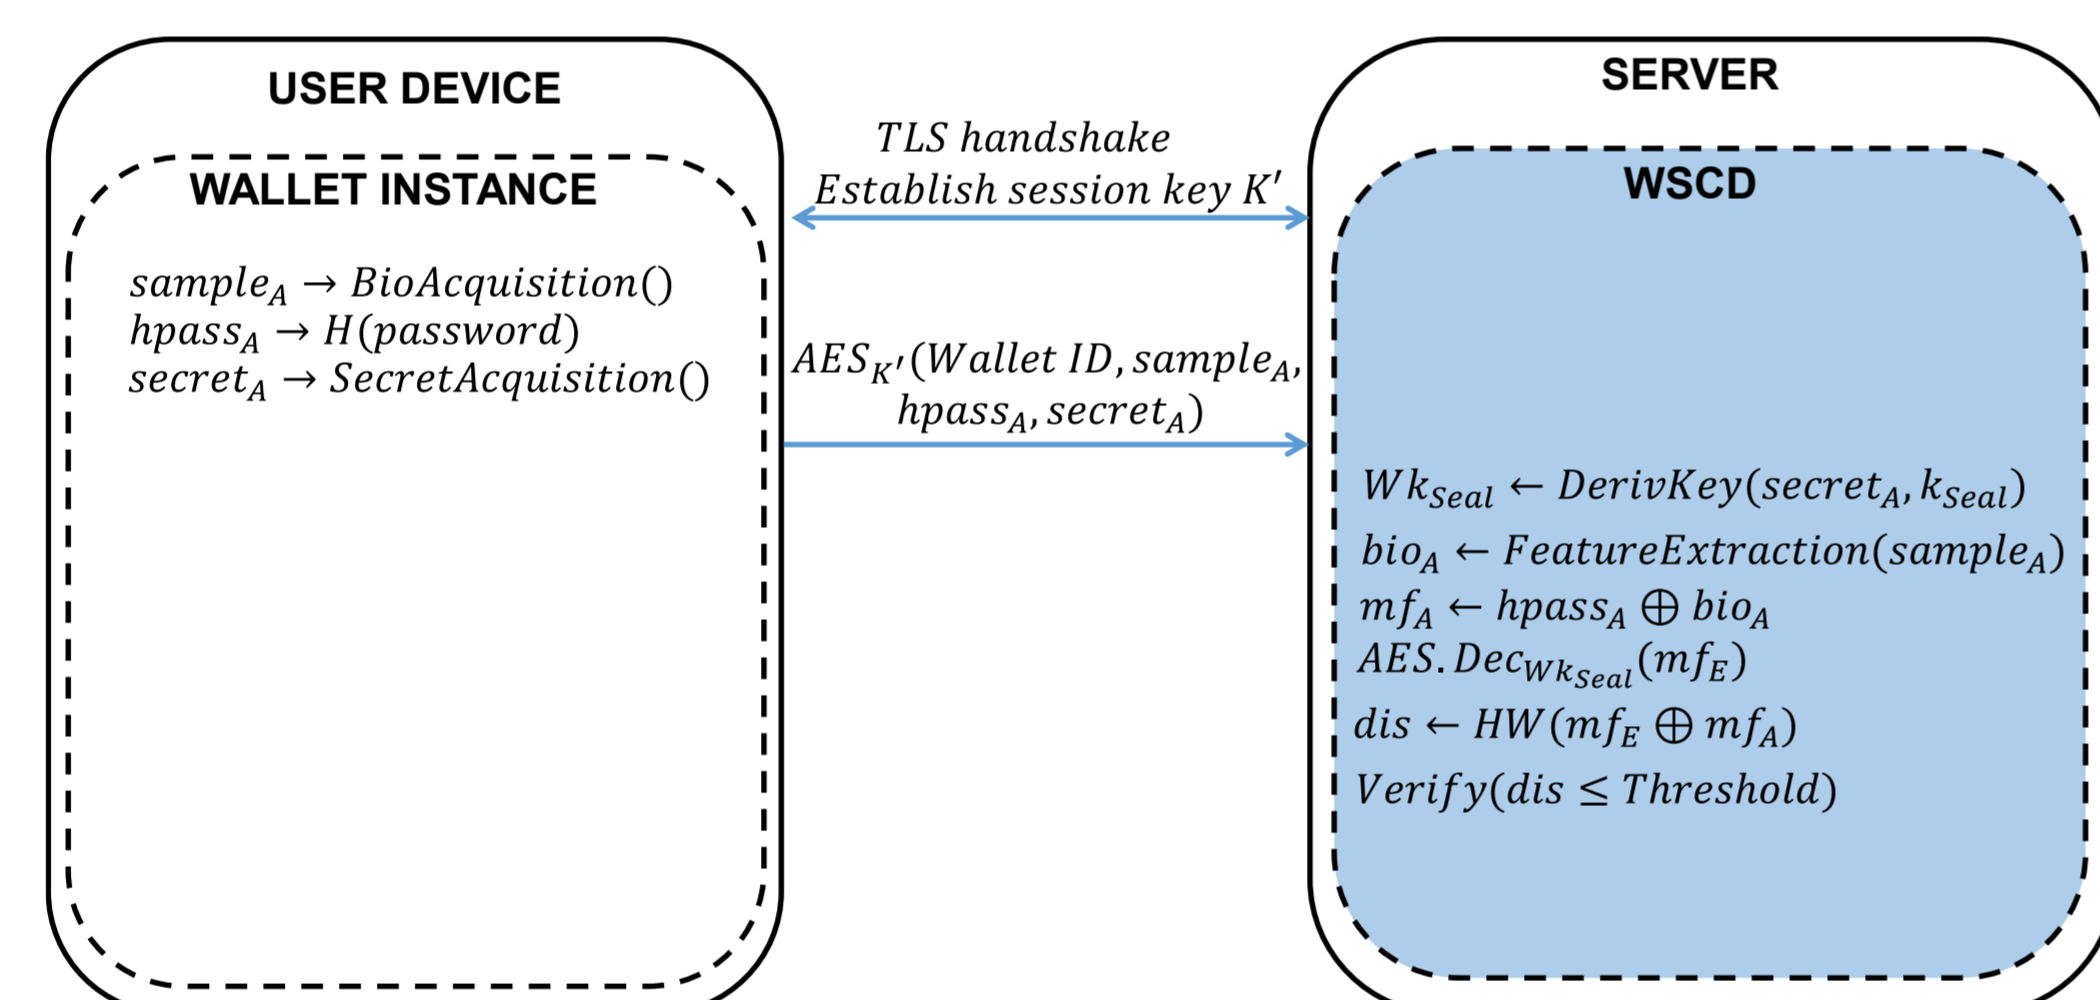 USER DEVICE
WALLET INSTANCE
sample_A → BioAcquisition()
hpass_A → H(password)
secret_A → SecretAcquisition()
TLS handshake
Establish session key K′
AES_K′(Wallet ID, sample_A,
hpass_A, secret_A)
SERVER
WSCD
Wk_Seal ← DerivKey(secret_A, k_Seal)
bio_A ← FeatureExtraction(sample_A)
mf_A ← hpass_A ⊕ bio_A
AES.Dec_Wk_Seal(mf_E)
dis ← HW(mf_E ⊕ mf_A)
Verify(dis ≤ Threshold)